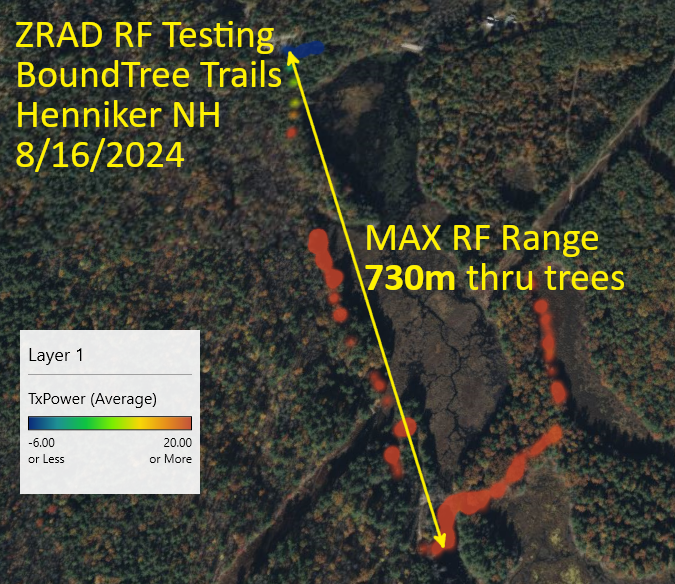 ZRAD RF Testing
BoundTree Trails
Henniker NH
8/16/2024
MAX RF Range
730m thru trees
Layer 1
TxPower (Average)
-6.00 20.00
or Less or More